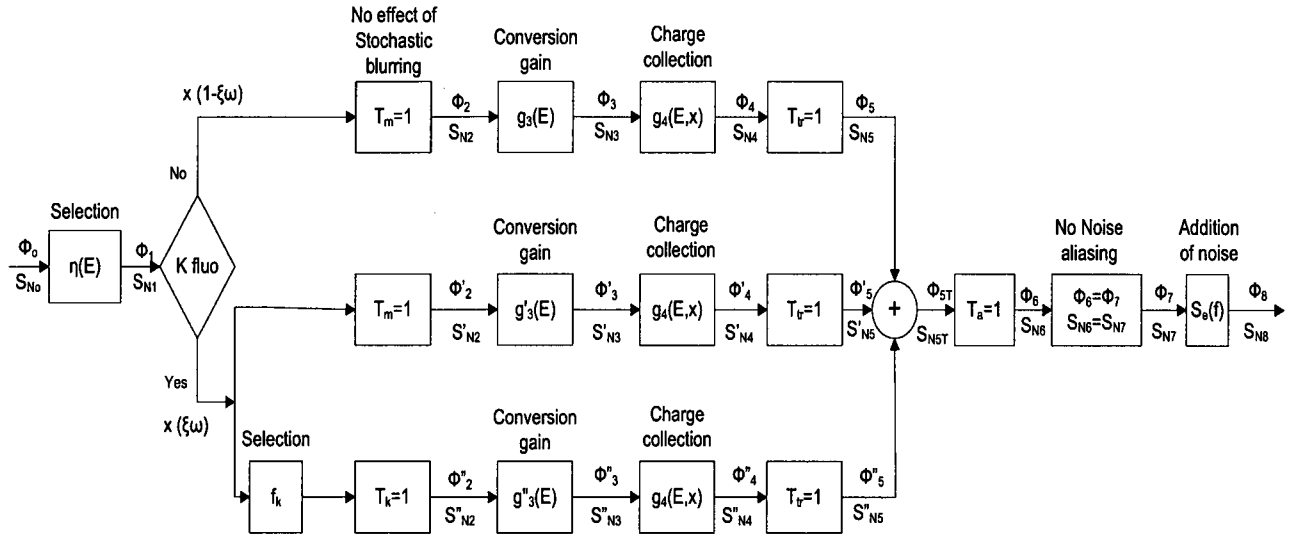 No effect of
Stochastic
blurring
Conversion
gain
Charge
collection
x (1-ξω)
Tm=1
Φ2
SN2
g3(E)
Φ3
SN3
g4(E,x)
Φ4
SN4
Ttr=1
Φ5
SN5
No
Selection
Φo
SNo
η(E)
Φ1
SN1
K fluo
Conversion
gain
Charge
collection
Tm=1
Φ'2
S'N2
g'3(E)
Φ'3
S'N3
g4(E,x)
Φ'4
S'N4
Ttr=1
Φ'5
S'N5
+
Φ5T
SN5T
Ta=1
Φ6
SN6
No Noise
aliasing
Φ6=Φ7
SN6=SN7
Φ7
SN7
Addition
of noise
Se(f)
Φ8
SN8
Yes
x (ξω)
Selection
fk
Tk=1
Φ"2
S"N2
Conversion
gain
g"3(E)
Φ"3
S"N3
Charge
collection
g4(E,x)
Φ"4
S"N4
Ttr=1
Φ"5
S"N5